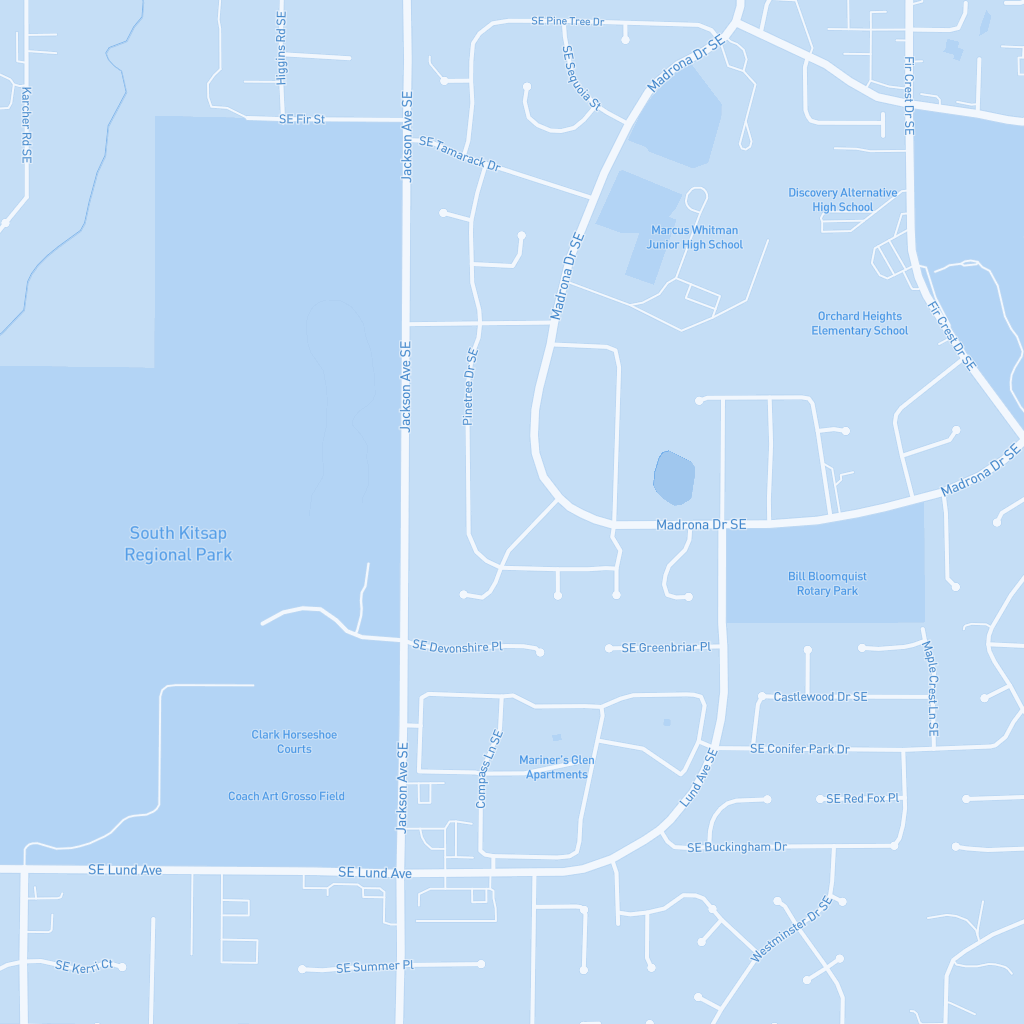 SE Pine Tree Dr
Higgins Rd SE
SE Sequoia St
Madrona Dr SE
Fir Crest Dr SE
Karcher Rd SE
Jackson Ave SE
SE Fir St
SE Tamarack Dr
Discovery Alternative
High School
Marcus Whitman
Junior High School
Madrona Dr SE
Orchard Heights
Elementary School
Fir Crest Dr SE
Jackson Ave SE
Pinetree Dr SE
Madrona Dr SE
Madrona Dr SE
South Kitsap
Regional Park
Bill Bloomquist
Rotary Park
SE Devonshire Pl
SE Greenbriar Pl
Maple Crest Ln SE
Castlewood Dr SE
Clark Horseshoe
Courts
SE Conifer Park Dr
Mariner's Glen
Apartments
Compass Ln SE
Lund Ave SE
Jackson Ave SE
Coach Art Grosso Field
SE Red Fox Pl
SE Buckingham Dr
SE Lund Ave
SE Lund Ave
Westminster Dr SE
SE Kerri Ct
SE Summer Pl